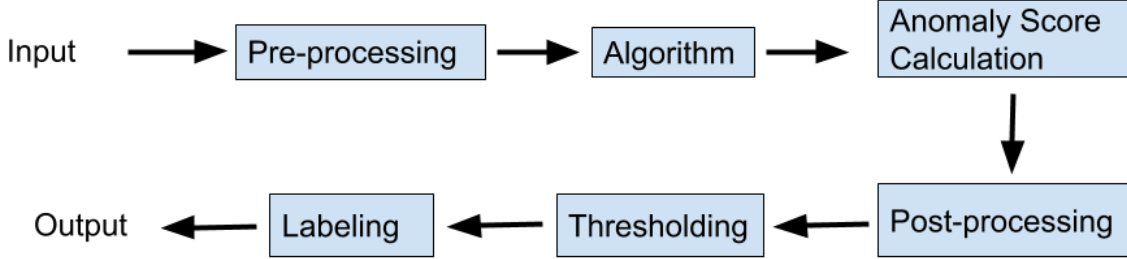 Input
Pre-processing
Algorithm
Anomaly Score
Calculation
Output
Labeling
Thresholding
Post-processing